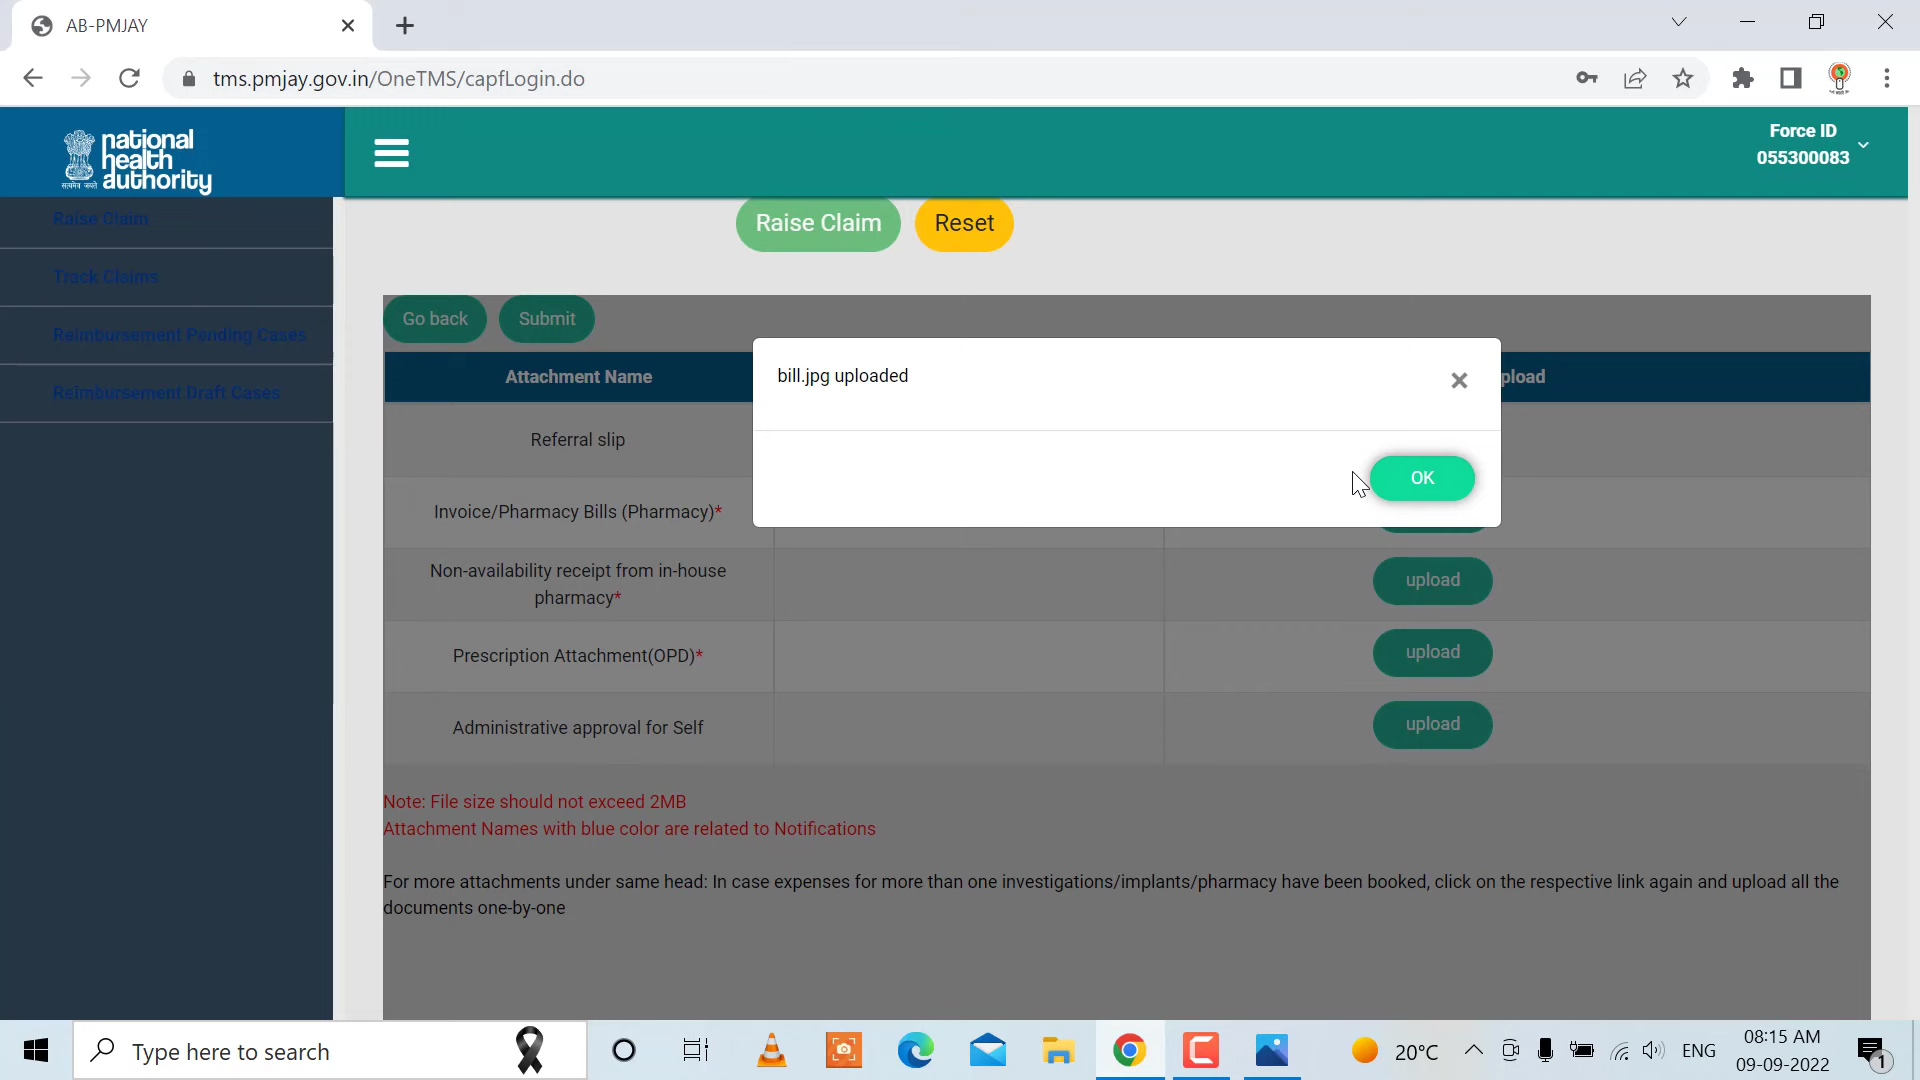 AB-PMJAY
tms.pmjay.gov.in/OneTMS/capfLogin.do
national
health
authority
सत्यमेव जयते
Force ID
055300083
Raise Claim
Track Claims
Reimbursement Pending Cases
Reimbursement Draft Cases
Raise Claim
Reset
Go back
Submit
Attachment Name
pload
bill.jpg uploaded
OK
Referral slip
Invoice/Pharmacy Bills (Pharmacy)*
Non-availability receipt from in-house
pharmacy*
upload
Prescription Attachment(OPD)*
upload
Administrative approval for Self
upload
Note: File size should not exceed 2MB
Attachment Names with blue color are related to Notifications
For more attachments under same head: In case expenses for more than one investigations/implants/pharmacy have been booked, click on the respective link again and upload all the
documents one-by-one
Type here to search
20°C
ENG
08:15 AM
09-09-2022
1